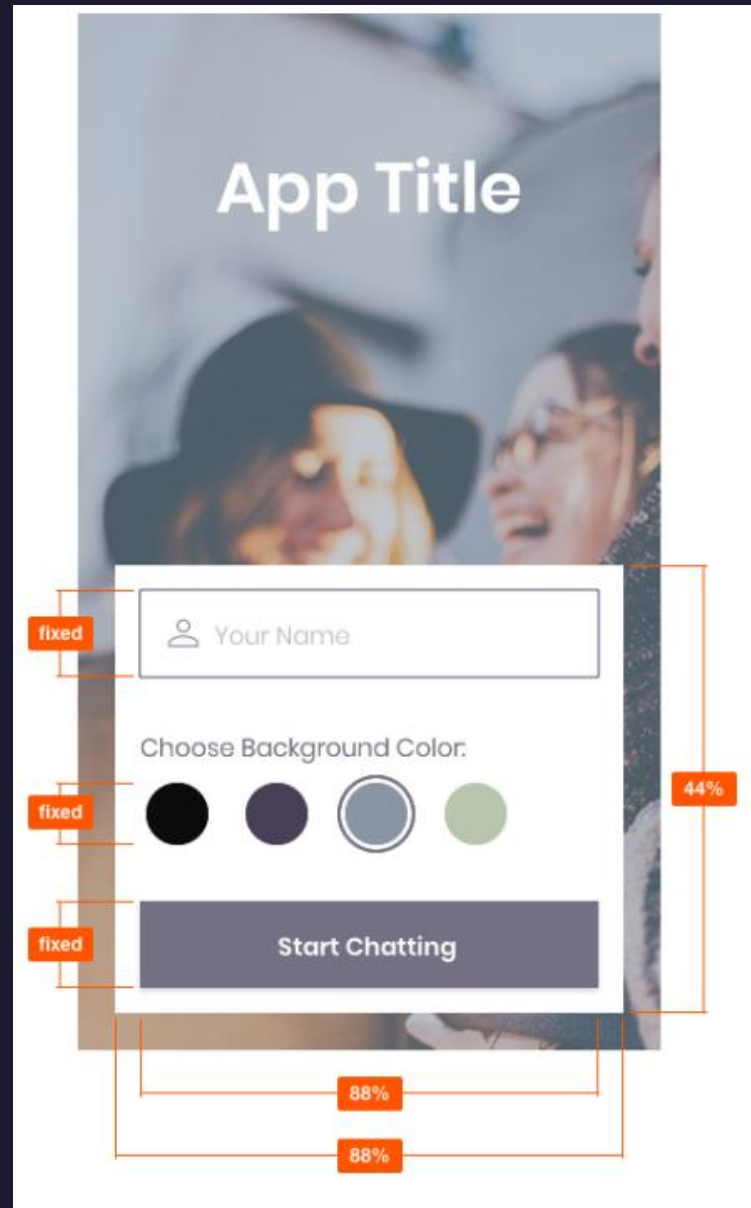 App Title
fixed
Your Name
Choose Background Color:
44%
fixed
fixed
Start Chatting
88%
88%